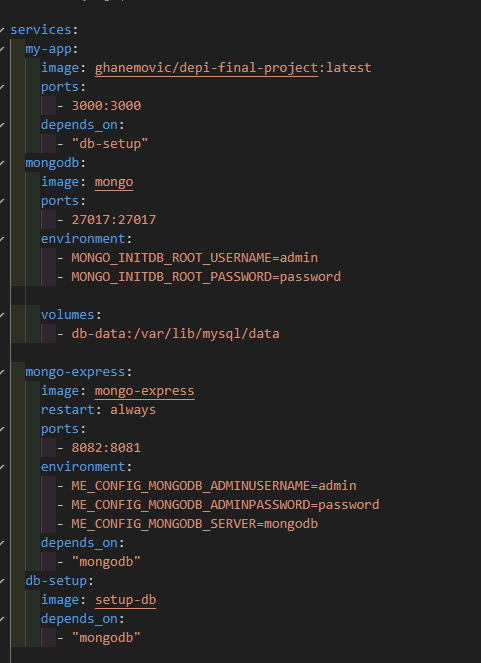 services:
  my-app:
    image: ghanemovic/depi-final-project:latest
    ports:
      - 3000:3000
    depends_on:
      - "db-setup"
  mongodb:
    image: mongo
    ports:
      - 27017:27017
    environment:
      - MONGO_INITDB_ROOT_USERNAME=admin
      - MONGO_INITDB_ROOT_PASSWORD=password
    volumes:
      - db-data:/var/lib/mysql/data
  mongo-express:
    image: mongo-express
    restart: always
    ports:
      - 8082:8081
    environment:
      - ME_CONFIG_MONGODB_ADMINUSERNAME=admin
      - ME_CONFIG_MONGODB_ADMINPASSWORD=password
      - ME_CONFIG_MONGODB_SERVER=mongodb
    depends_on:
      - "mongodb"
  db-setup:
    image: setup-db
    depends_on:
      - "mongodb"